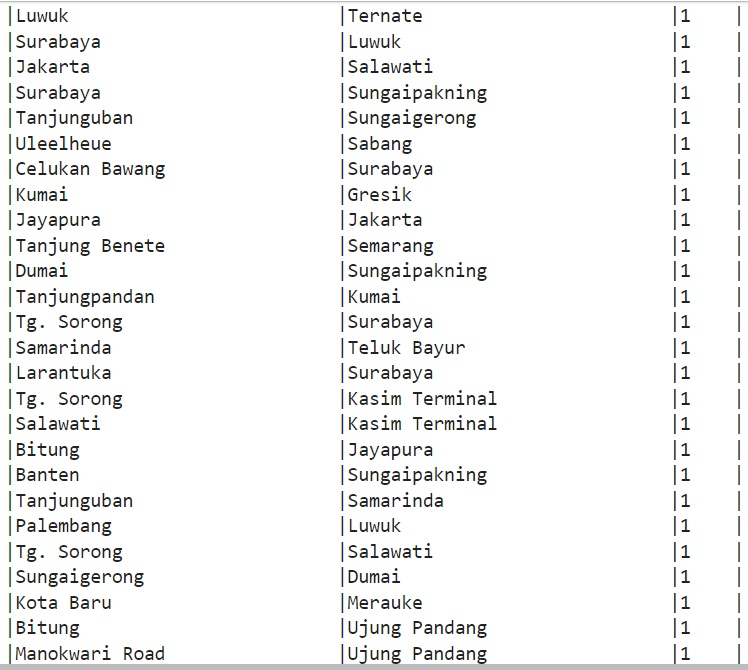 |Luwuk |Ternate |1 |
|Surabaya |Luwuk |1 |
|Jakarta |Salawati |1 |
|Surabaya |Sungaipakning |1 |
|Tanjunguban |Sungaigerong |1 |
|Uleelheue |Sabang |1 |
|Celukan Bawang |Surabaya |1 |
|Kumai |Gresik |1 |
|Jayapura |Jakarta |1 |
|Tanjung Benete |Semarang |1 |
|Dumai |Sungaipakning |1 |
|Tanjungpandan |Kumai |1 |
|Tg. Sorong |Surabaya |1 |
|Samarinda |Teluk Bayur |1 |
|Larantuka |Surabaya |1 |
|Tg. Sorong |Kasim Terminal |1 |
|Salawati |Kasim Terminal |1 |
|Bitung |Jayapura |1 |
|Banten |Sungaipakning |1 |
|Tanjunguban |Samarinda |1 |
|Palembang |Luwuk |1 |
|Tg. Sorong |Salawati |1 |
|Sungaigerong |Dumai |1 |
|Kota Baru |Merauke |1 |
|Bitung |Ujung Pandang |1 |
|Manokwari Road |Ujung Pandang |1 |